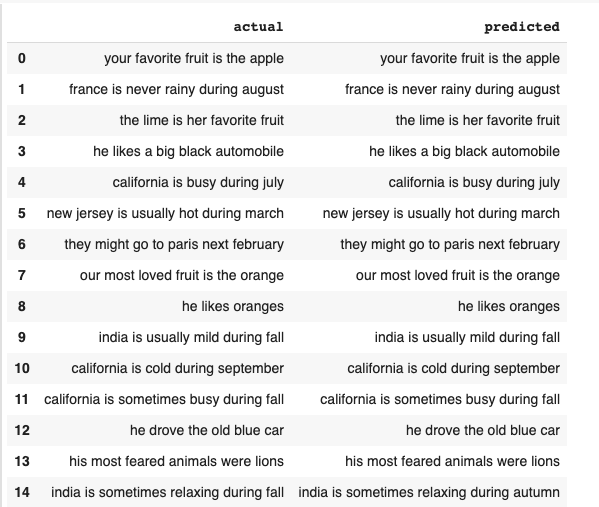 actual predicted
0 your favorite fruit is the apple your favorite fruit is the apple
1 france is never rainy during august france is never rainy during august
2 the lime is her favorite fruit the lime is her favorite fruit
3 he likes a big black automobile he likes a big black automobile
4 california is busy during july california is busy during july
5 new jersey is usually hot during march new jersey is usually hot during march
6 they might go to paris next february they might go to paris next february
7 our most loved fruit is the orange our most loved fruit is the orange
8 he likes oranges he likes oranges
9 india is usually mild during fall india is usually mild during fall
10 california is cold during september california is cold during september
11 california is sometimes busy during fall california is sometimes busy during fall
12 he drove the old blue car he drove the old blue car
13 his most feared animals were lions his most feared animals were lions
14 india is sometimes relaxing during fall india is sometimes relaxing during autumn